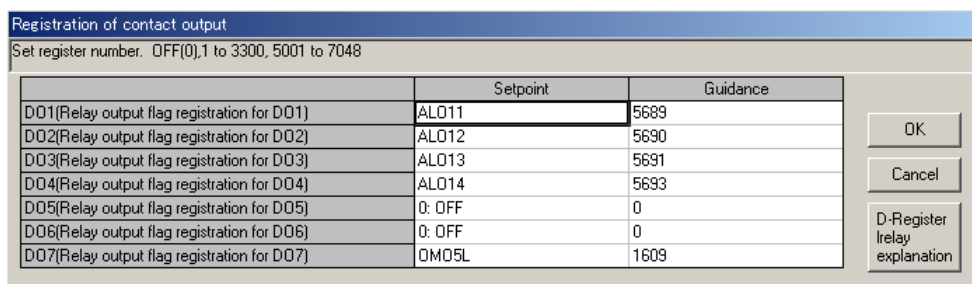 Registration of contact output
Set register number.  OFF(0),1 to 3300, 5001 to 7048
Setpoint Guidance
DO1(Relay output flag registration for DO1) ALO11 5689
DO2(Relay output flag registration for DO2) ALO12 5690
DO3(Relay output flag registration for DO3) ALO13 5691
DO4(Relay output flag registration for DO4) ALO14 5693
DO5(Relay output flag registration for DO5) 0: OFF 0
DO6(Relay output flag registration for DO6) 0: OFF 0
DO7(Relay output flag registration for DO7) OMO5L 1609
OK
Cancel
D-Register
Irelay
explanation